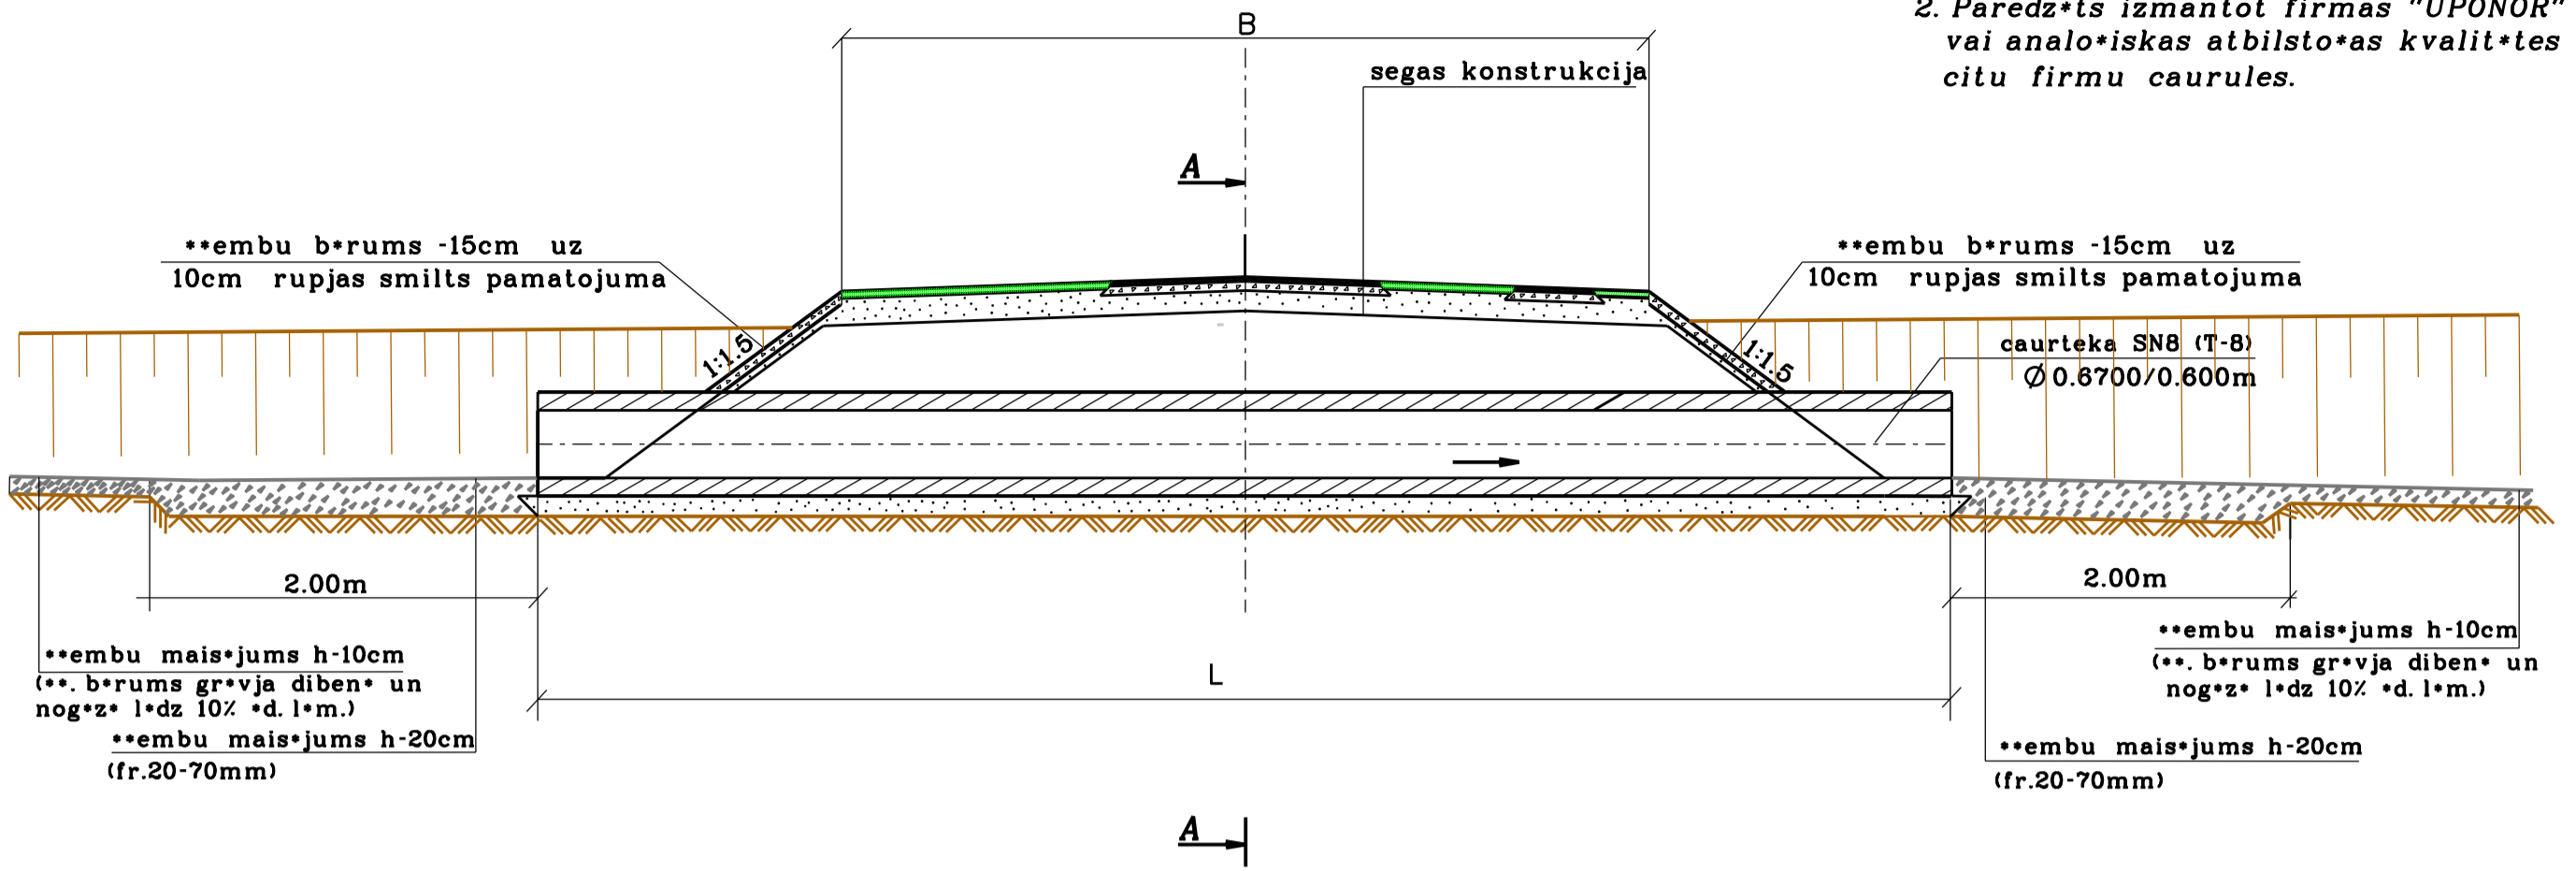 2. Paredz*ts izmantot firmas "UPONOR"
vai analo*iskas atbilsto*as kvalit*tes
citu firmu caurules.
B
segas konstrukcija
A
**embu b*rums -15cm uz
10cm rupjas smilts pamatojuma
**embu b*rums -15cm uz
10cm rupjas smilts pamatojuma
1:1.5
1:1.5
caurteka SN8 (T-8)
Ø 0.6700/0.600m
2.00m
2.00m
**embu mais*jums h-10cm
(**. b*rums gr*vja diben* un
nog*z* l*dz 10% *d. l*m.)
**embu mais*jums h-20cm
(fr.20-70mm)
L
**embu mais*jums h-10cm
(**. b*rums gr*vja diben* un
nog*z* l*dz 10% *d. l*m.)
**embu mais*jums h-20cm
(fr.20-70mm)
A